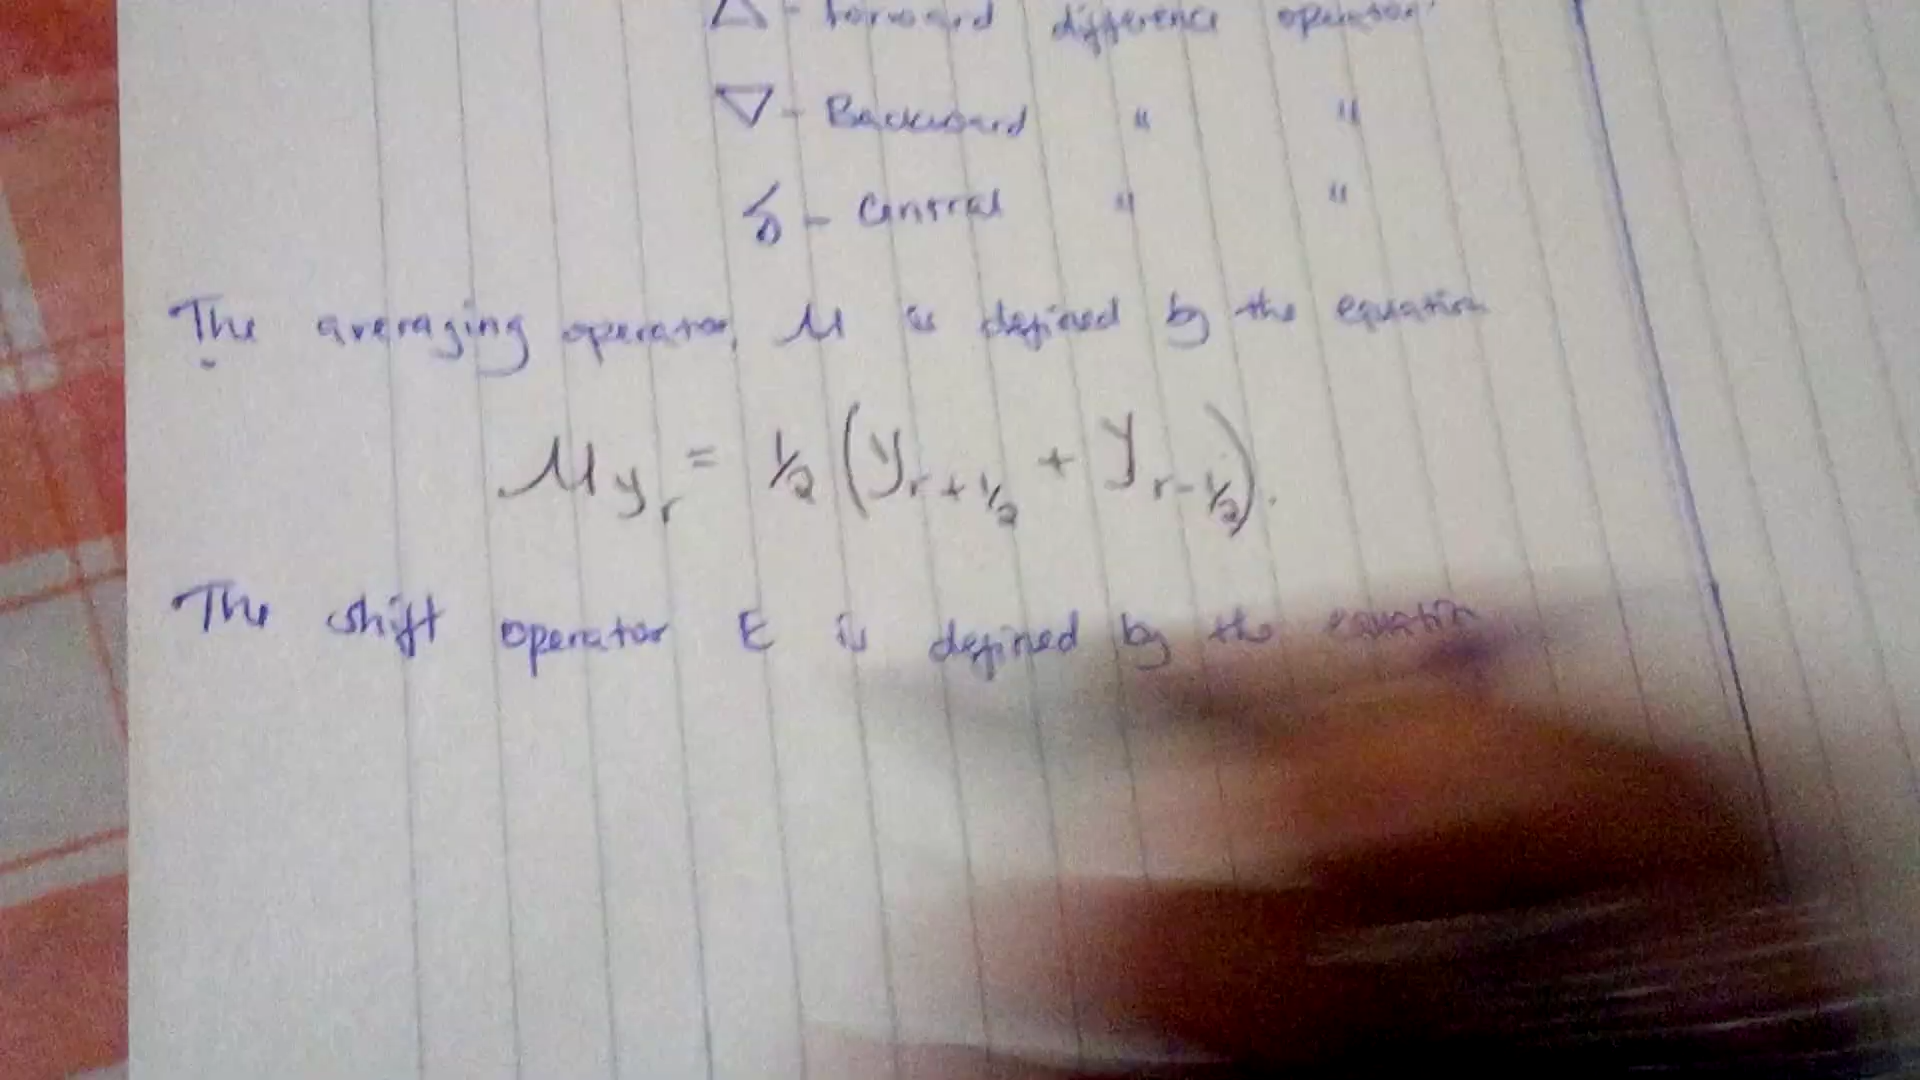 △ - Forward difference operator
▽ - Backward " "
δ - Central " "
The averaging operator, μ is defined by the equation
μy_r = ½ (y_{r+½} + y_{r-½}).
The shift operator E is defined by the equation